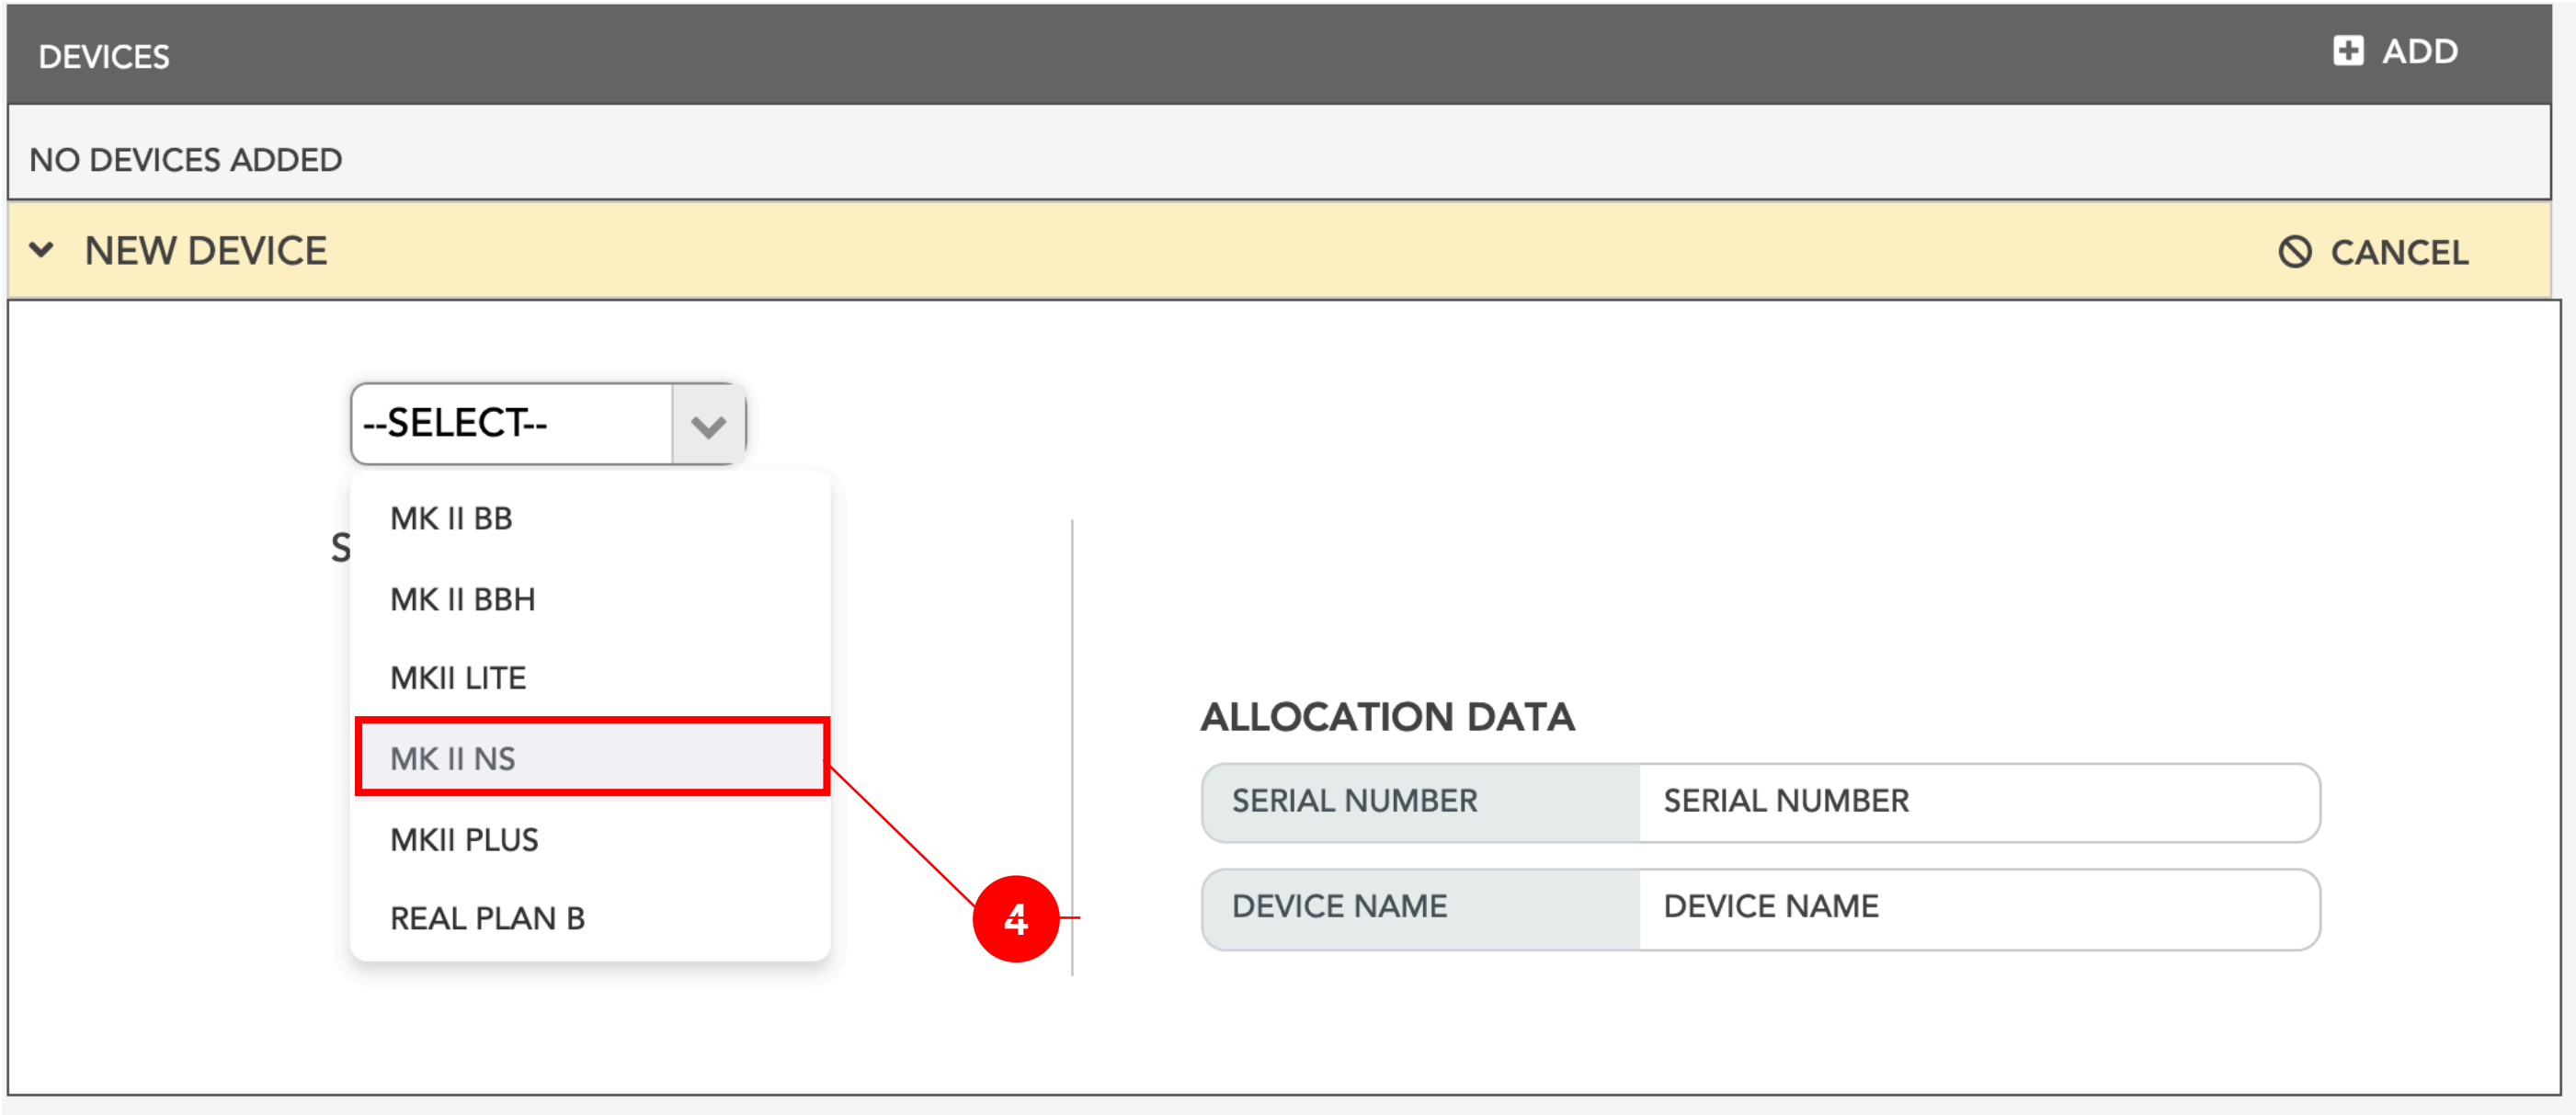 DEVICES
ADD
NO DEVICES ADDED
NEW DEVICE
CANCEL
--SELECT--
S
MK II BB
MK II BBH
MKII LITE
MK II NS
MKII PLUS
REAL PLAN B
4
ALLOCATION DATA
SERIAL NUMBER SERIAL NUMBER
DEVICE NAME DEVICE NAME